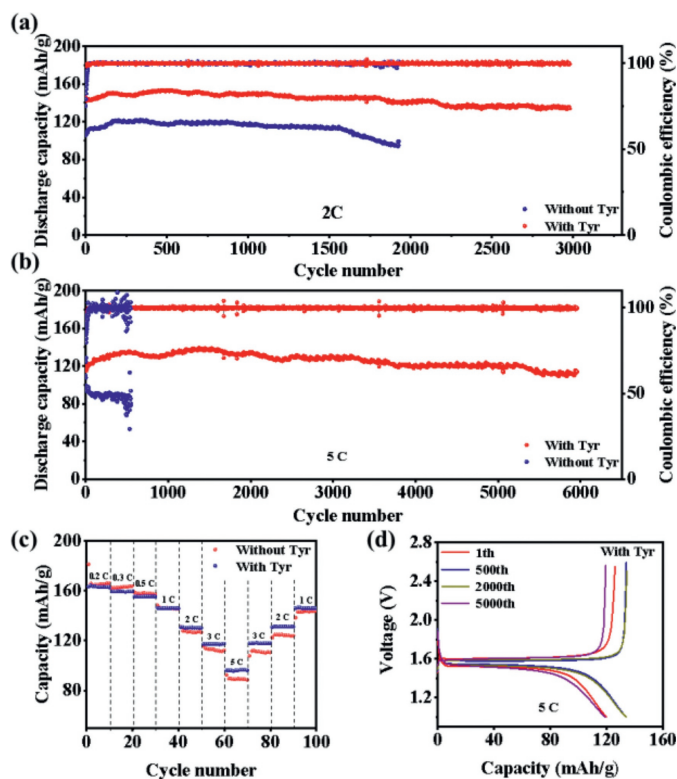 (a)
200
160
120
80
40
0
Discharge capacity (mAh/g)
100
50
0
Coulombic efficiency (%)
Without Tyr
With Tyr
2C
0 500 1000 1500 2000 2500 3000
Cycle number
(b)
200
160
120
80
40
0
Discharge capacity (mAh/g)
100
50
0
Coulombic efficiency (%)
With Tyr
Without Tyr
5 C
0 1000 2000 3000 4000 5000 6000
Cycle number
(c)
200
160
120
80
Capacity (mAh/g)
Without Tyr
With Tyr
0.2 C 0.3 C 0.5 C
1 C
2 C
3 C
5 C
3 C
2 C
1 C
0 20 40 60 80 100
Cycle number
(d)
2.8
2.4
2.0
1.6
1.2
Voltage (V)
With Tyr
1th
500th
2000th
5000th
5 C
0 40 80 120 160
Capacity (mAh/g)